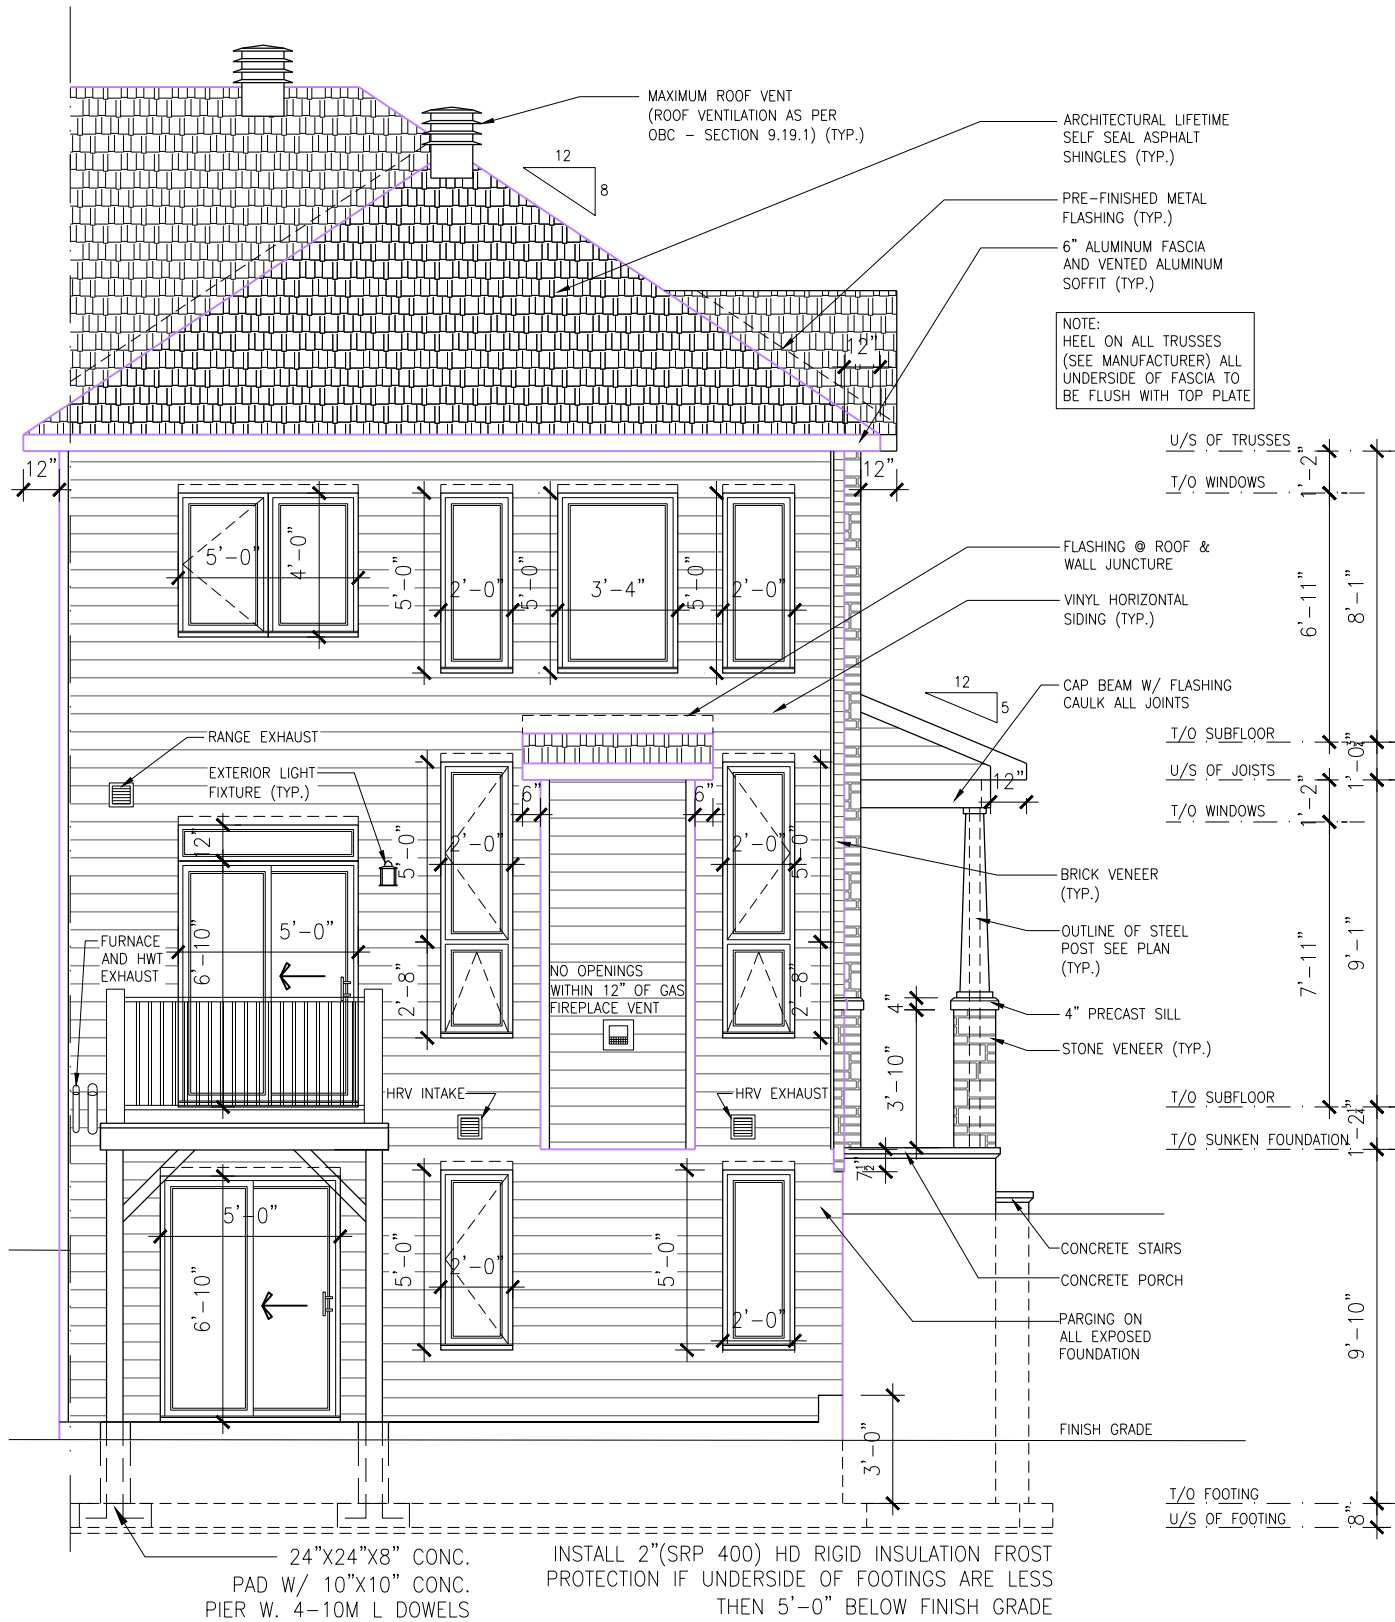 MAXIMUM ROOF VENT
(ROOF VENTILATION AS PER
OBC - SECTION 9.19.1) (TYP.)
ARCHITECTURAL LIFETIME
SELF SEAL ASPHALT
SHINGLES (TYP.)
12
8
PRE-FINISHED METAL
FLASHING (TYP.)
6" ALUMINUM FASCIA
AND VENTED ALUMINUM
SOFFIT (TYP.)
NOTE:
HEEL ON ALL TRUSSES
(SEE MANUFACTURER) ALL
UNDERSIDE OF FASCIA TO
BE FLUSH WITH TOP PLATE
12"
U/S OF TRUSSES
12"
12"
T/O WINDOWS
1'-2"
5'-0"
4'-0"
5'-0"
2'-0"
5'-0"
3'-4"
5'-0"
2'-0"
FLASHING @ ROOF &
WALL JUNCTURE
VINYL HORIZONTAL
SIDING (TYP.)
6'-11"
8'-1"
12
5
CAP BEAM W/ FLASHING
CAULK ALL JOINTS
RANGE EXHAUST
T/O SUBFLOOR
EXTERIOR LIGHT
FIXTURE (TYP.)
U/S OF JOISTS
1'-2"
6"
6"
12"
T/O WINDOWS
12"
5'-0"
2'-0"
2'-0"
5'-0"
BRICK VENEER
(TYP.)
OUTLINE OF STEEL
POST SEE PLAN
(TYP.)
FURNACE
AND HWT
EXHAUST
6'-10"
5'-0"
2'-8"
NO OPENINGS
WITHIN 12" OF GAS
FIREPLACE VENT
2'-8"
7'-11"
9'-1"
4"
4" PRECAST SILL
STONE VENEER (TYP.)
3'-10"
HRV INTAKE
HRV EXHAUST
T/O SUBFLOOR
T/O SUNKEN FOUNDATION
7 1/2"
5'-0"
6'-10"
5'-0"
2'-0"
5'-0"
2'-0"
CONCRETE STAIRS
CONCRETE PORCH
PARGING ON
ALL EXPOSED
FOUNDATION
9'-10"
3'-0"
FINISH GRADE
T/O FOOTING
U/S OF FOOTING
8"
24"X24"X8" CONC.
PAD W/ 10"X10" CONC.
PIER W. 4-10M L DOWELS
INSTALL 2"(SRP 400) HD RIGID INSULATION FROST
PROTECTION IF UNDERSIDE OF FOOTINGS ARE LESS
THEN 5'-0" BELOW FINISH GRADE